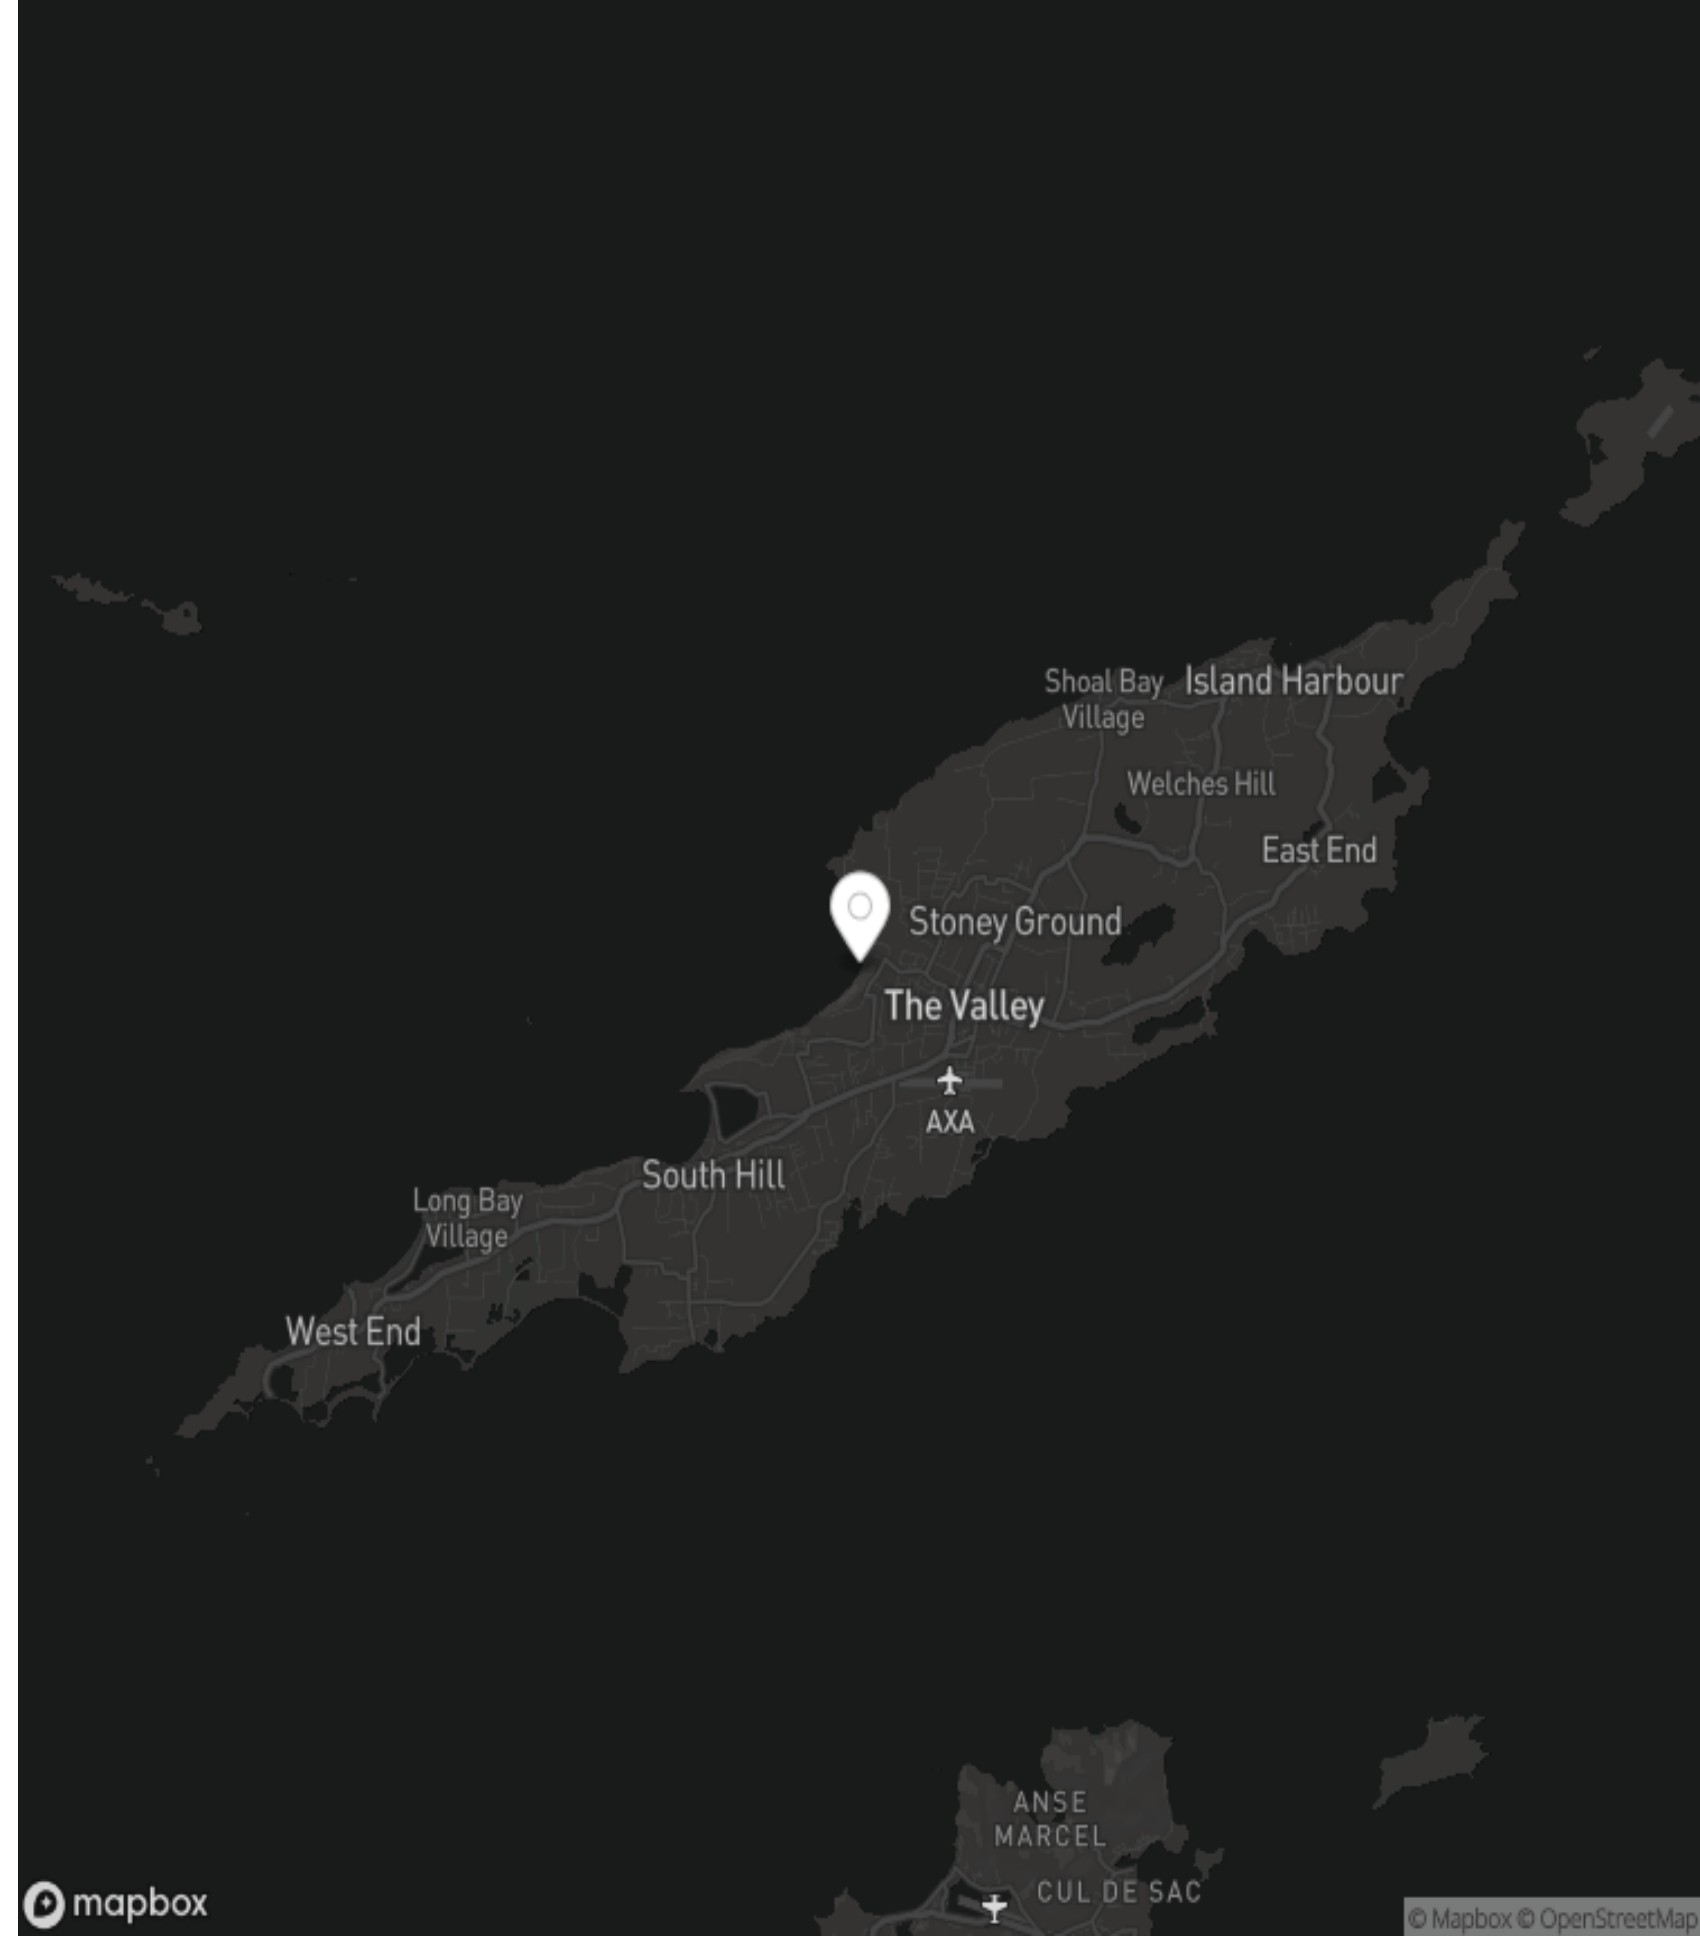 Shoal Bay
Village
Island Harbour
Welches Hill
East End
Stoney Ground
The Valley
AXA
South Hill
Long Bay
Village
West End
ANSE
MARCEL
CUL DE SAC
mapbox
© Mapbox © OpenStreetMap